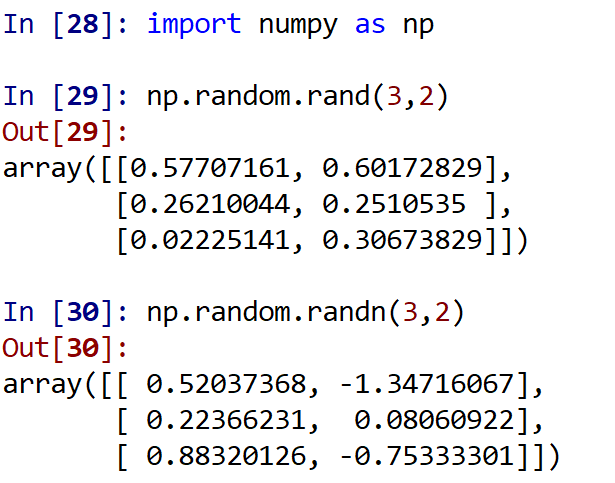 In [28]: import numpy as np
In [29]: np.random.rand(3,2)
Out[29]:
array([[0.57707161, 0.60172829],
       [0.26210044, 0.2510535 ],
       [0.02225141, 0.30673829]])
In [30]: np.random.randn(3,2)
Out[30]:
array([[ 0.52037368, -1.34716067],
       [ 0.22366231,  0.08060922],
       [ 0.88320126, -0.75333301]])